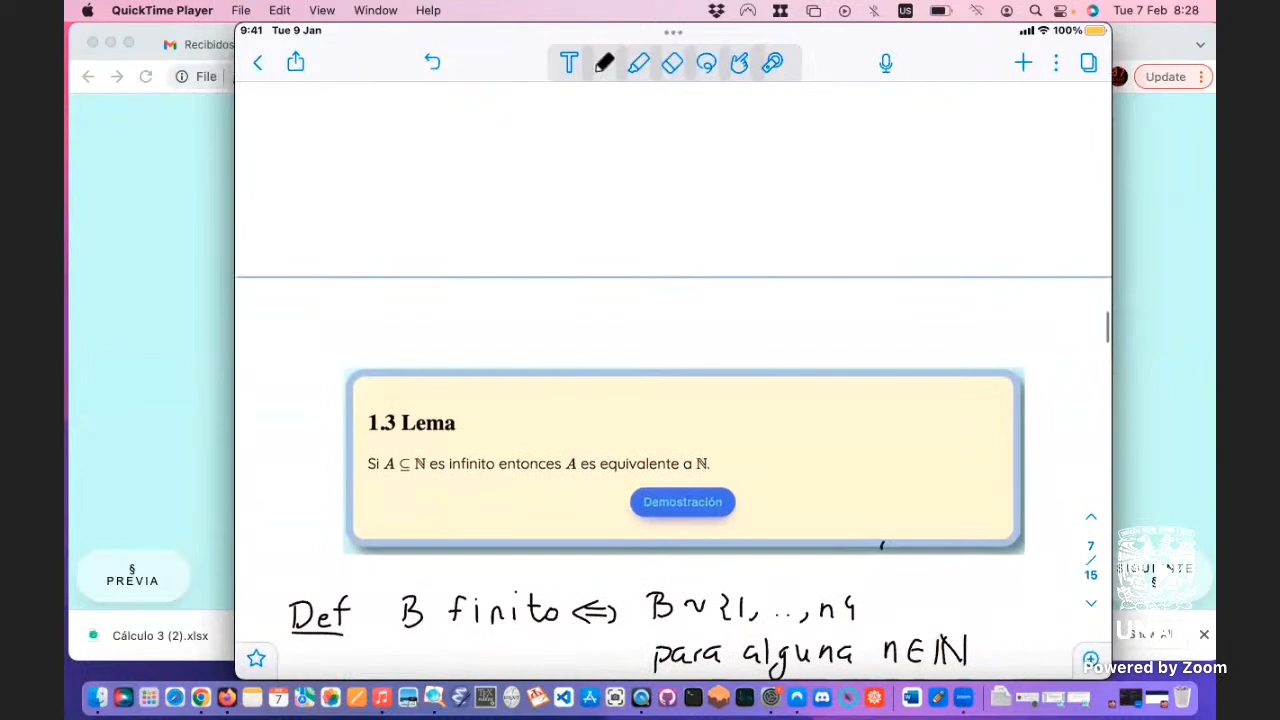 QuickTime Player File Edit View Window Help US Tue 7 Feb 8:28
9:41 Tue 9 Jan 100%
Recibidos
File
Update
1.3 Lema
Si A ⊆ ℕ es infinito entonces A es equivalente a ℕ.
Demostración
7
/
15
§
PREVIA
Def B finito ⇔ B ~ {1, .., n}
para alguna n ∈ ℕ
Cálculo 3 (2).xlsx
Powered by Zoom